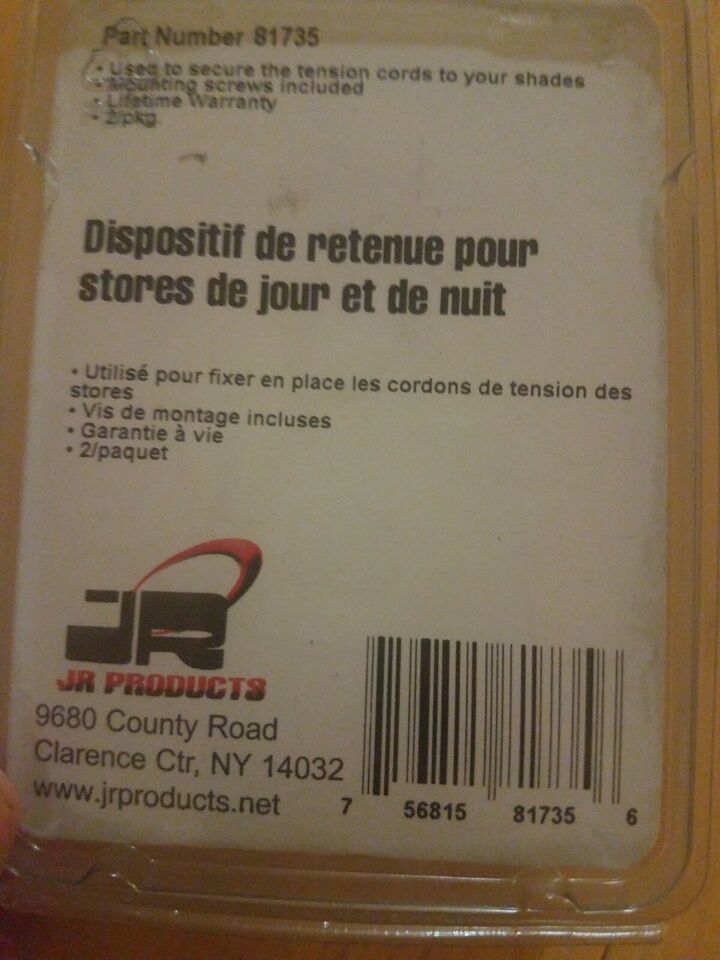 Part Number 81735
• Used to secure the tension cords to your shades
• Mounting screws included
• Lifetime Warranty
• 2/pkg.
Dispositif de retenue pour
stores de jour et de nuit
• Utilisé pour fixer en place les cordons de tension des
stores
• Vis de montage incluses
• Garantie à vie
• 2/paquet
JR
JR PRODUCTS
9680 County Road
Clarence Ctr, NY 14032
www.jrproducts.net
7 56815 81735 6